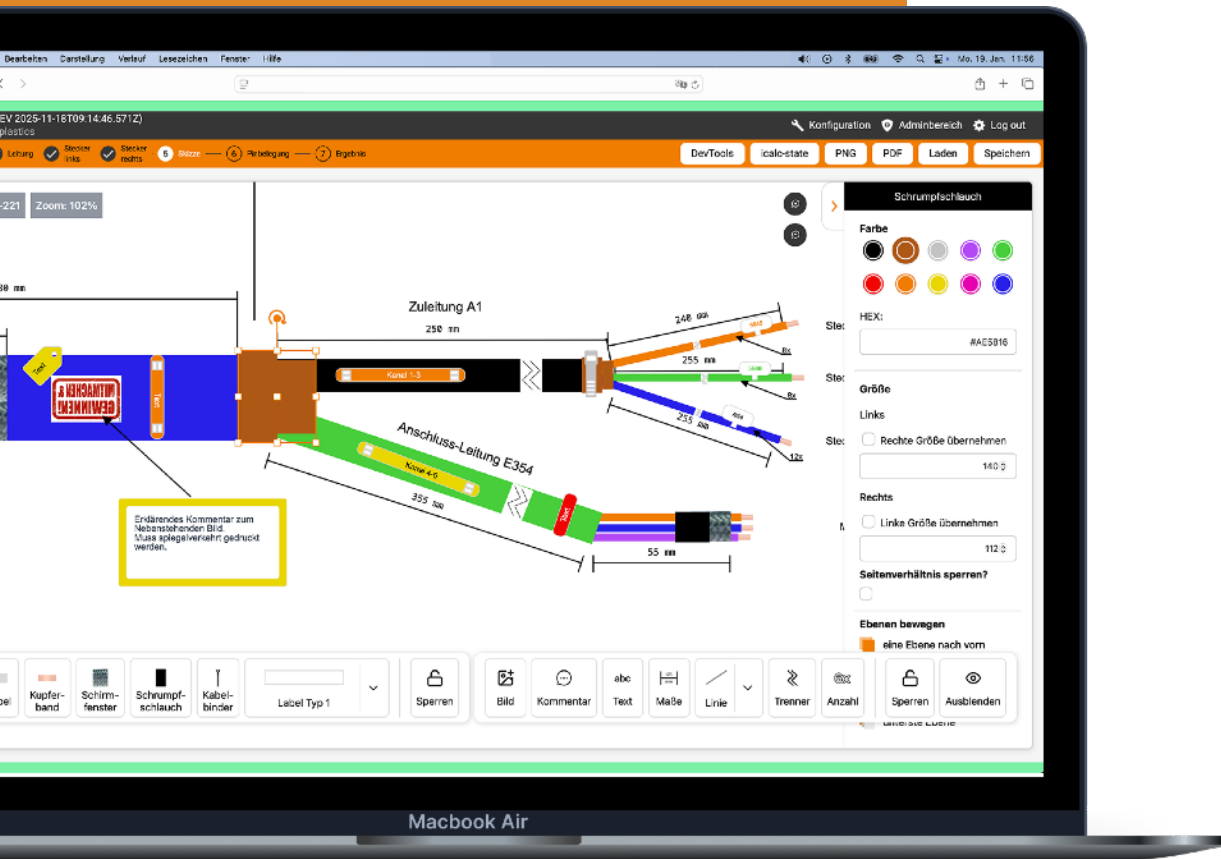 Bearbeiten Darstellung Verlauf Lesezeichen Fenster Hilfe
Mo. 19. Jan. 11:56
EV 2025-11-18T09:14:46.571Z)
plastics
Konfiguration Adminbereich Log out
Leitung
Stecker links
Stecker rechts
5 Skizze
6 Pinbelegung
7 Ergebnis
DevTools icalc-state PNG PDF Laden Speichern
-221
Zoom: 102%
Schrumpfschlauch
Farbe
HEX:
#AE5816
Größe
Links
Rechte Größe übernehmen
140
Rechts
Linke Größe übernehmen
112
Seitenverhältnis sperren?
Ebenen bewegen
eine Ebene nach vorn
unterste Ebene
Zuleitung A1
250 mm
240 mm
255 mm
255 mm
8x
8x
12x
Kanal 1-3
Text
Text
MITMACHEN &
GEWINNEN!
Anschluss-Leitung E354
Kanal 4-6
355 mm
Text
55 mm
Erklärendes Kommentar zum
Nebenstehenden Bild.
Muss spiegelverkehrt gedruckt
werden.
Kupfer-
band
Schirm-
fenster
Schrumpf-
schlauch
Kabel-
binder
Label Typ 1
Sperren
Bild
Kommentar
abc
Text
Maße
Linie
Trenner
Anzahl
Sperren
Ausblenden
Macbook Air